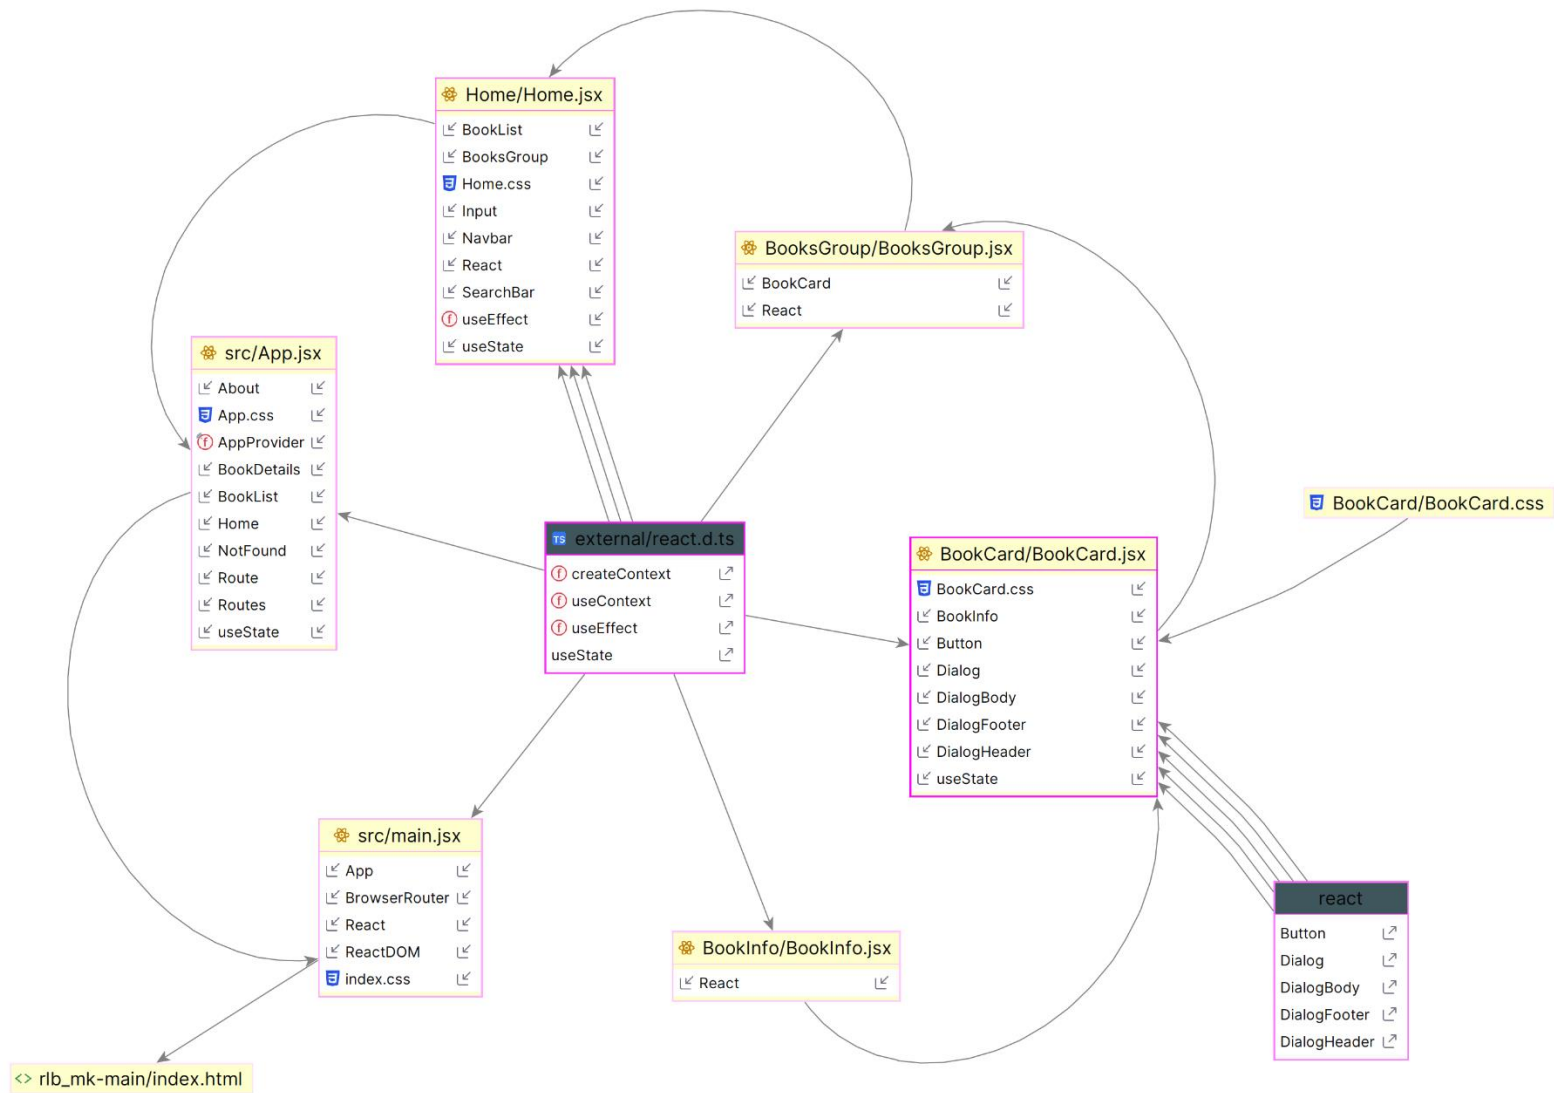 Home/Home.jsx
BookList
BooksGroup
Home.css
Input
Navbar
React
SearchBar
useEffect
useState
BooksGroup/BooksGroup.jsx
BookCard
React
src/App.jsx
About
App.css
AppProvider
BookDetails
BookList
Home
NotFound
Route
Routes
useState
external/react.d.ts
createContext
useContext
useEffect
useState
BookCard/BookCard.css
BookCard/BookCard.jsx
BookCard.css
BookInfo
Button
Dialog
DialogBody
DialogFooter
DialogHeader
useState
src/main.jsx
App
BrowserRouter
React
ReactDOM
index.css
BookInfo/BookInfo.jsx
React
react
Button
Dialog
DialogBody
DialogFooter
DialogHeader
rlb_mk-main/index.html